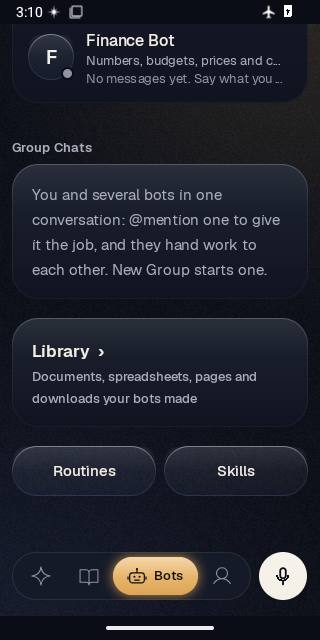 3:10
F
Finance Bot
Numbers, budgets, prices and c...
No messages yet. Say what you ...
Group Chats
You and several bots in one
conversation: @mention one to give
it the job, and they hand work to
each other. New Group starts one.
Library ›
Documents, spreadsheets, pages and
downloads your bots made
Routines Skills
Bots